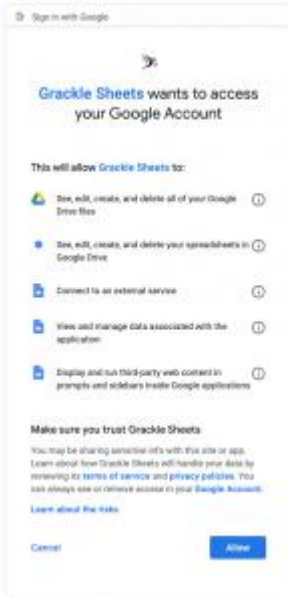 Sign in with Google
Grackle Sheets wants to access
your Google Account
This will allow Grackle Sheets to:
See, edit, create, and delete all of your Google
Drive files
See, edit, create, and delete your spreadsheets in
Google Drive
Connect to an external service
View and manage data associated with the
application
Display and run third-party web content in
prompts and sidebars inside Google applications
Make sure you trust Grackle Sheets
You may be sharing sensitive info with this site or app.
Learn about how Grackle Sheets will handle your data by
reviewing its terms of service and privacy policies. You
can always see or remove access in your Google Account.
Learn about the risks
Cancel
Allow